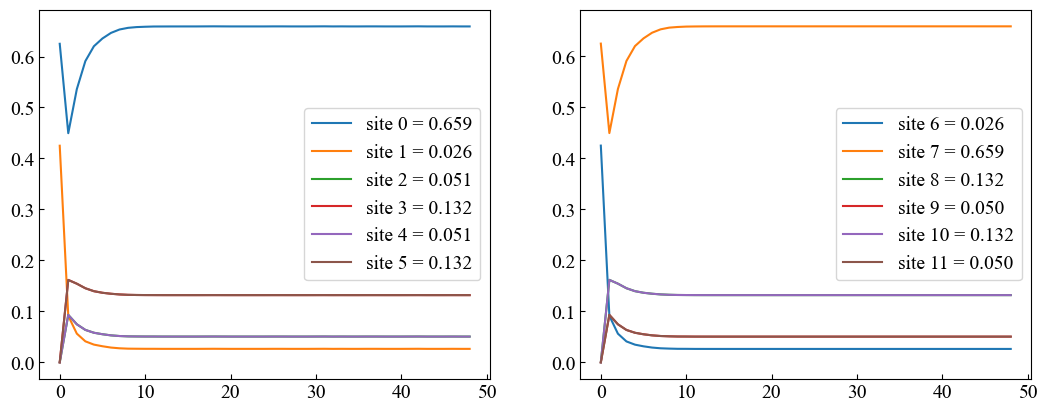 0.6
0.5
0.4
0.3
0.2
0.1
0.0
0 10 20 30 40 50
site 0 = 0.659
site 1 = 0.026
site 2 = 0.051
site 3 = 0.132
site 4 = 0.051
site 5 = 0.132
0.6
0.5
0.4
0.3
0.2
0.1
0.0
0 10 20 30 40 50
site 6 = 0.026
site 7 = 0.659
site 8 = 0.132
site 9 = 0.050
site 10 = 0.132
site 11 = 0.050